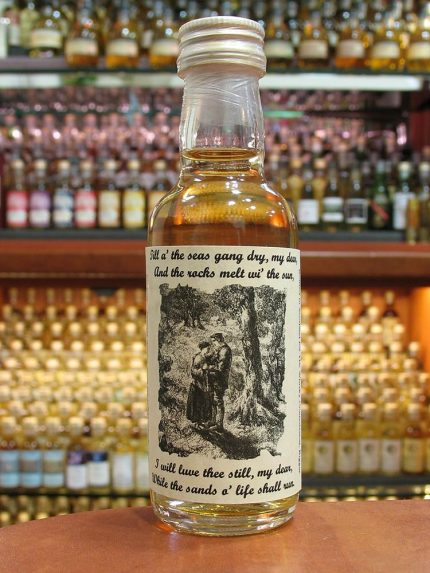 Till a' the seas gang dry, my dear,
And the rocks melt wi' the sun,
I will luve thee still, my dear,
While the sands o' life shall run.